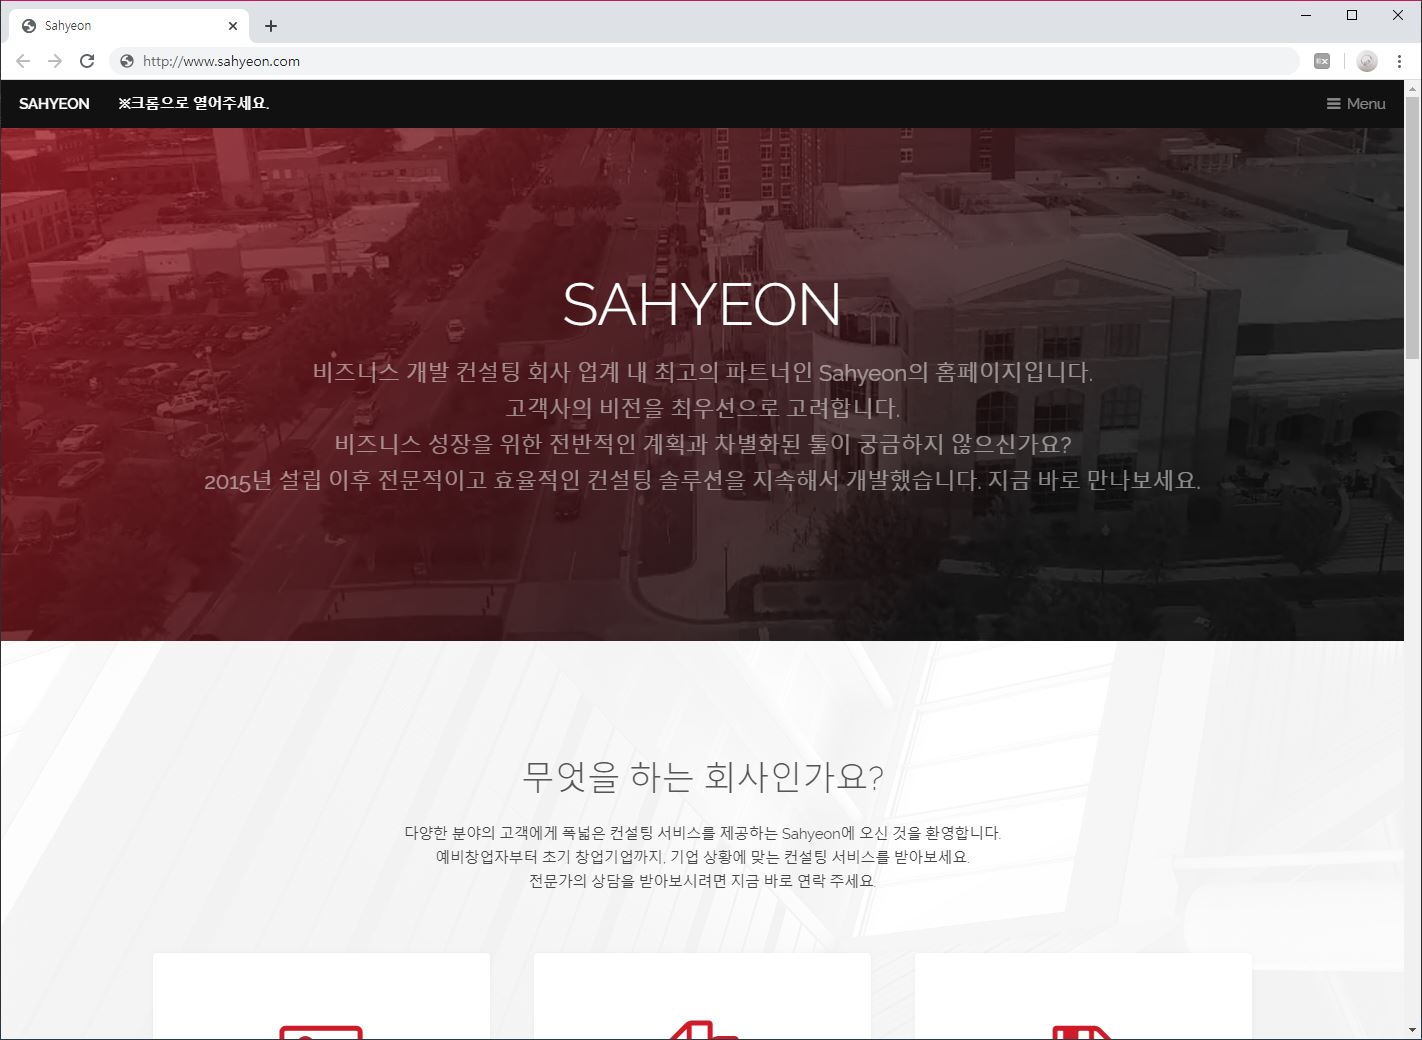 Sahyeon
http://www.sahyeon.com
SAHYEON ※크롬으로 열어주세요. Menu
SAHYEON
비즈니스 개발 컨설팅 회사 업계 내 최고의 파트너인 Sahyeon의 홈페이지입니다.
고객사의 비전을 최우선으로 고려합니다.
비즈니스 성장을 위한 전반적인 계획과 차별화된 툴이 궁금하지 않으신가요?
2015년 설립 이후 전문적이고 효율적인 컨설팅 솔루션을 지속해서 개발했습니다. 지금 바로 만나보세요.
무엇을 하는 회사인가요?
다양한 분야의 고객에게 폭넓은 컨설팅 서비스를 제공하는 Sahyeon에 오신 것을 환영합니다.
예비창업자부터 초기 창업기업까지, 기업 상황에 맞는 컨설팅 서비스를 받아보세요.
전문가의 상담을 받아보시려면 지금 바로 연락 주세요.